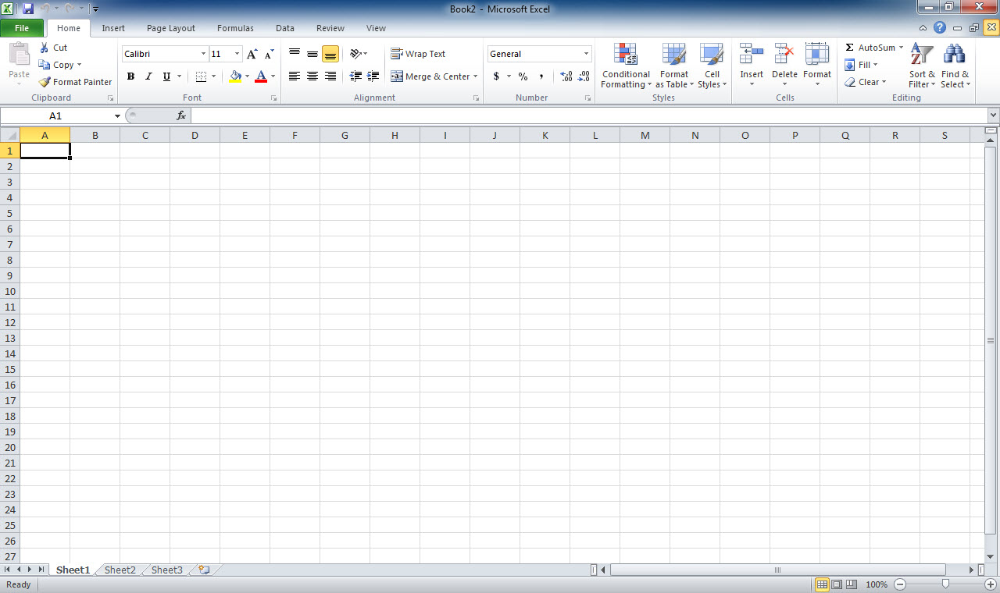 Book2 - Microsoft Excel
File Home Insert Page Layout Formulas Data Review View
Paste Cut Copy Format Painter Clipboard
Calibri 11 B I U A A A Font
Wrap Text Merge & Center Alignment
General $ % , .00 .0 Number
Conditional Formatting Format as Table Cell Styles Styles
Insert Delete Format Cells
Σ AutoSum Fill Clear Sort & Filter Find & Select Editing
A1 fx
A B C D E F G H I J K L M N O P Q R S
1
2
3
4
5
6
7
8
9
10
11
12
13
14
15
16
17
18
19
20
21
22
23
24
25
26
27
Sheet1 Sheet2 Sheet3
Ready 100%